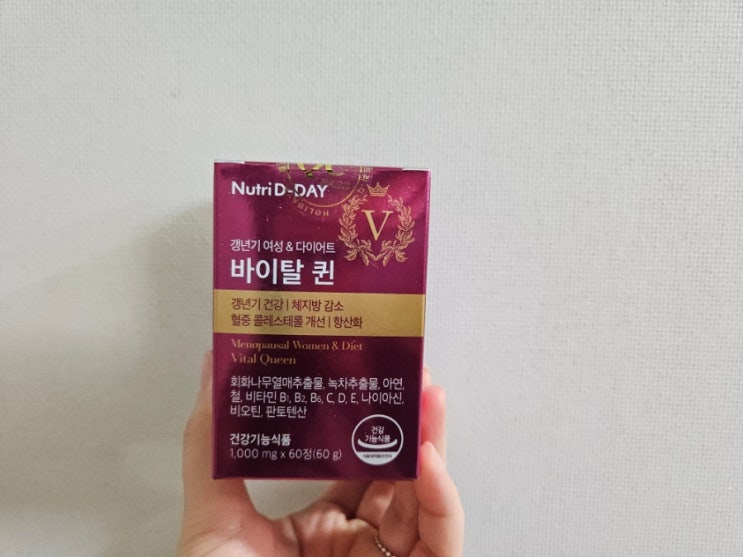 Nutri D-DAY
V
갱년기 여성 & 다이어트
바이탈 퀸
갱년기 건강 | 체지방 감소
혈중 콜레스테롤 개선 | 항산화
Menopausal Women & Diet
Vital Queen
회화나무열매추출물, 녹차추출물, 아연,
철, 비타민 B₁, B₂, B₆, C, D, E, 나이아신,
비오틴, 판토텐산
건강기능식품
1,000 mg x 60정(60 g)
건강
기능식품